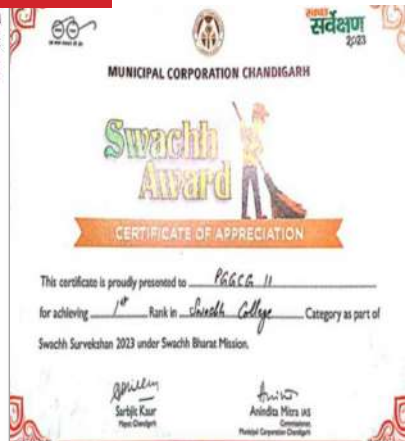 स्वच्छ
सर्वेक्षण
2023
MUNICIPAL CORPORATION CHANDIGARH
Swachh
Award
CERTIFICATE OF APPRECIATION
This certificate is proudly presented to PGGCG 11
for achieving 1st Rank in Swachh College Category as part of
Swachh Survekshan 2023 under Swachh Bharat Mission.
Sarbjit Kaur
Mayor, Chandigarh
Anindita Mitra IAS
Commissioner
Municipal Corporation Chandigarh